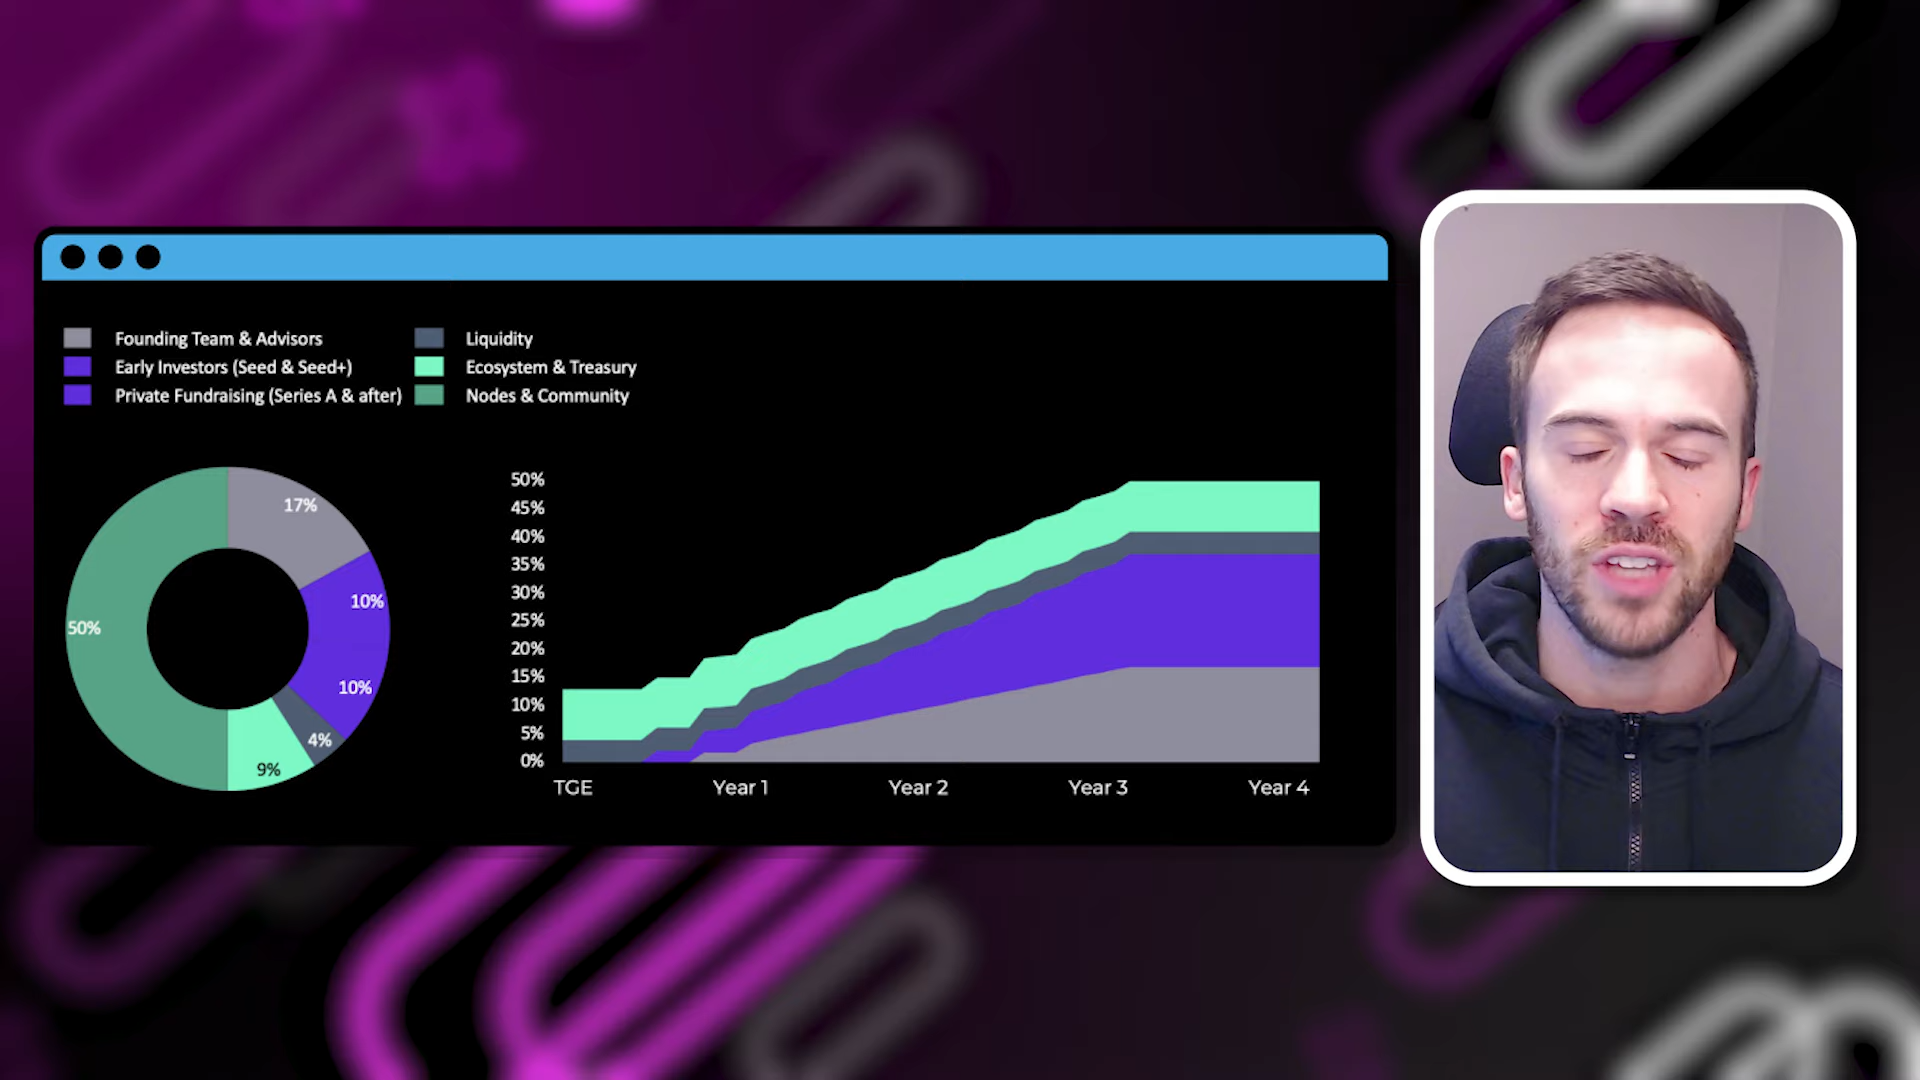 Founding Team & Advisors
Early Investors (Seed & Seed+)
Private Fundraising (Series A & after)
Liquidity
Ecosystem & Treasury
Nodes & Community
17%
10%
50%
10%
4%
9%
50%
45%
40%
35%
30%
25%
20%
15%
10%
5%
0%
TGE Year 1 Year 2 Year 3 Year 4